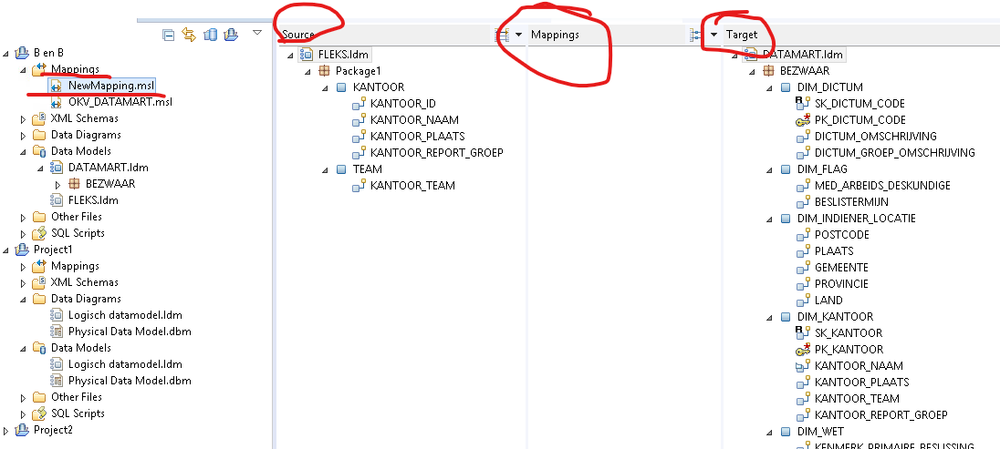 B en B
Mappings
NewMapping.msl
OKV_DATAMART.msl
XML Schemas
Data Diagrams
Data Models
DATAMART.ldm
BEZWAAR
FLEKS.ldm
Other Files
SQL Scripts
Project1
Mappings
XML Schemas
Data Diagrams
Logisch datamodel.ldm
Physical Data Model.dbm
Data Models
Logisch datamodel.ldm
Physical Data Model.dbm
Other Files
SQL Scripts
Project2
Source
FLEKS.ldm
Package1
KANTOOR
KANTOOR_ID
KANTOOR_NAAM
KANTOOR_PLAATS
KANTOOR_REPORT_GROEP
TEAM
KANTOOR_TEAM
Mappings
Target
DATAMART.ldm
BEZWAAR
DIM_DICTUM
SK_DICTUM_CODE
PK_DICTUM_CODE
DICTUM_OMSCHRIJVING
DICTUM_GROEP_OMSCHRIJVING
DIM_FLAG
MED_ARBEIDS_DESKUNDIGE
BESLISTERMIJN
DIM_INDIENER_LOCATIE
POSTCODE
PLAATS
GEMEENTE
PROVINCIE
LAND
DIM_KANTOOR
SK_KANTOOR
PK_KANTOOR
KANTOOR_NAAM
KANTOOR_PLAATS
KANTOOR_TEAM
KANTOOR_REPORT_GROEP
DIM_WET
KENMERK_PRIMAIRE_BESLISSING